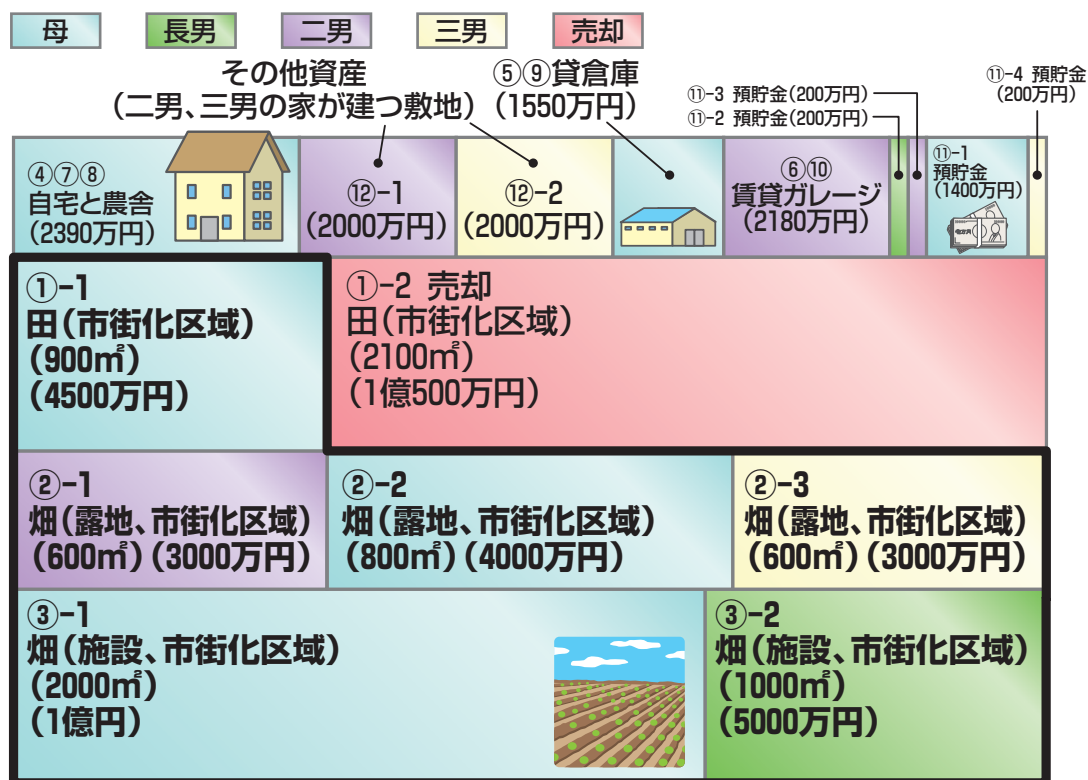 母
長男
二男
三男
売却
その他資産
（二男、三男の家が建つ敷地）
⑤⑨貸倉庫
（1550万円）
⑪-3 預貯金（200万円）
⑪-2 預貯金（200万円）
⑪-4 預貯金
（200万円）
④⑦⑧
自宅と農舎
（2390万円）
⑫-1
（2000万円）
⑫-2
（2000万円）
⑥⑩
賃貸ガレージ
（2180万円）
⑪-1
預貯金
（1400万円）
①-1
田（市街化区域）
（900㎡）
（4500万円）
①-2 売却
田（市街化区域）
（2100㎡）
（1億500万円）
②-1
畑（露地、市街化区域）
（600㎡）（3000万円）
②-2
畑（露地、市街化区域）
（800㎡）（4000万円）
②-3
畑（露地、市街化区域）
（600㎡）（3000万円）
③-1
畑（施設、市街化区域）
（2000㎡）
（1億円）
③-2
畑（施設、市街化区域）
（1000㎡）
（5000万円）